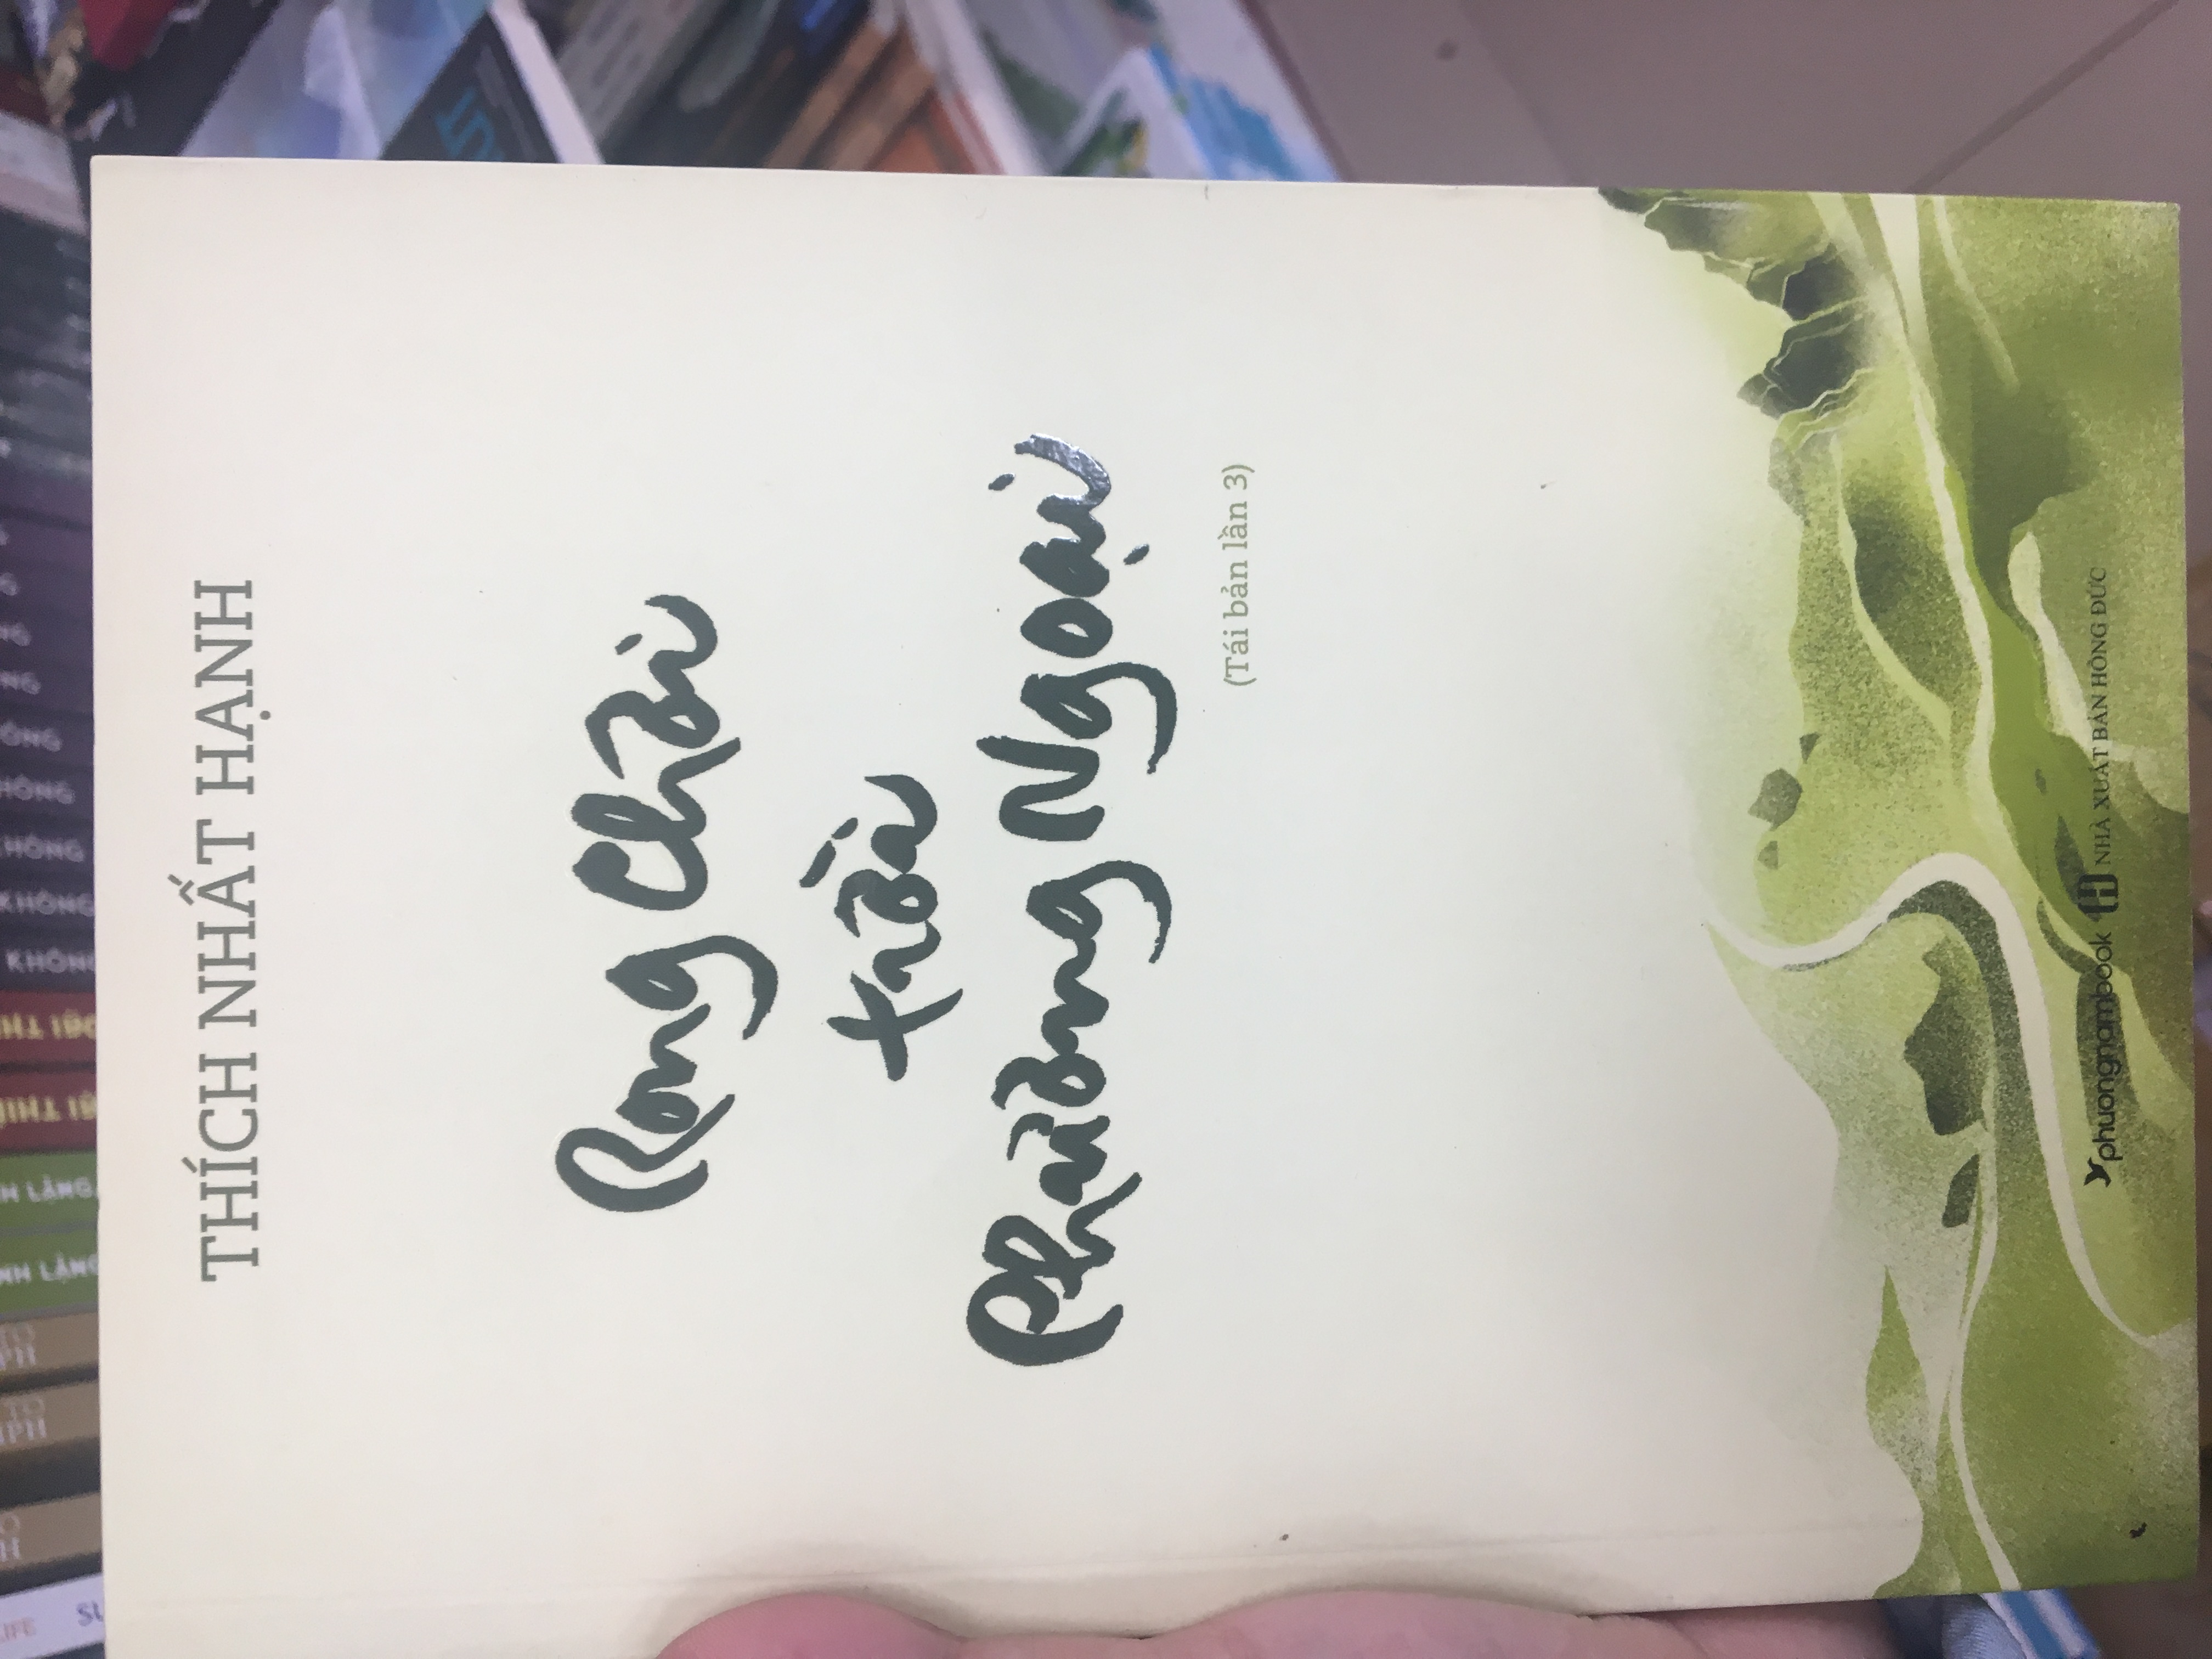 THÍCH NHẤT HẠNH
Rong Chơi
trời
Phương Ngoại
(Tái bản lần 3)
phuongnambook NHÀ XUẤT BẢN HỒNG ĐỨC